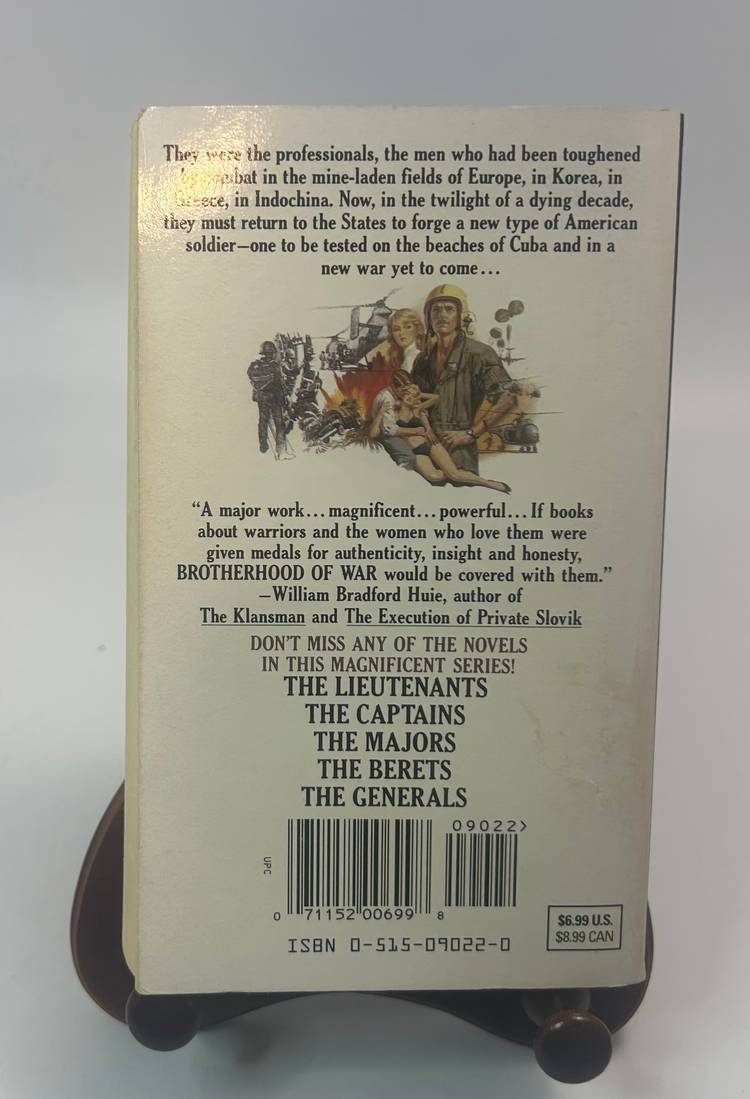 They were the professionals, the men who had been toughened
by combat in the mine-laden fields of Europe, in Korea, in
Greece, in Indochina. Now, in the twilight of a dying decade,
they must return to the States to forge a new type of American
soldier—one to be tested on the beaches of Cuba and in a
new war yet to come...
“A major work...magnificent...powerful...If books
about warriors and the women who love them were
given medals for authenticity, insight and honesty,
BROTHERHOOD OF WAR would be covered with them.”
—William Bradford Huie, author of
The Klansman and The Execution of Private Slovik
DON'T MISS ANY OF THE NOVELS
IN THIS MAGNIFICENT SERIES!
THE LIEUTENANTS
THE CAPTAINS
THE MAJORS
THE BERETS
THE GENERALS
09022>
UPC
0 71152 00699 8
ISBN 0-515-09022-0
$6.99 U.S.
$8.99 CAN